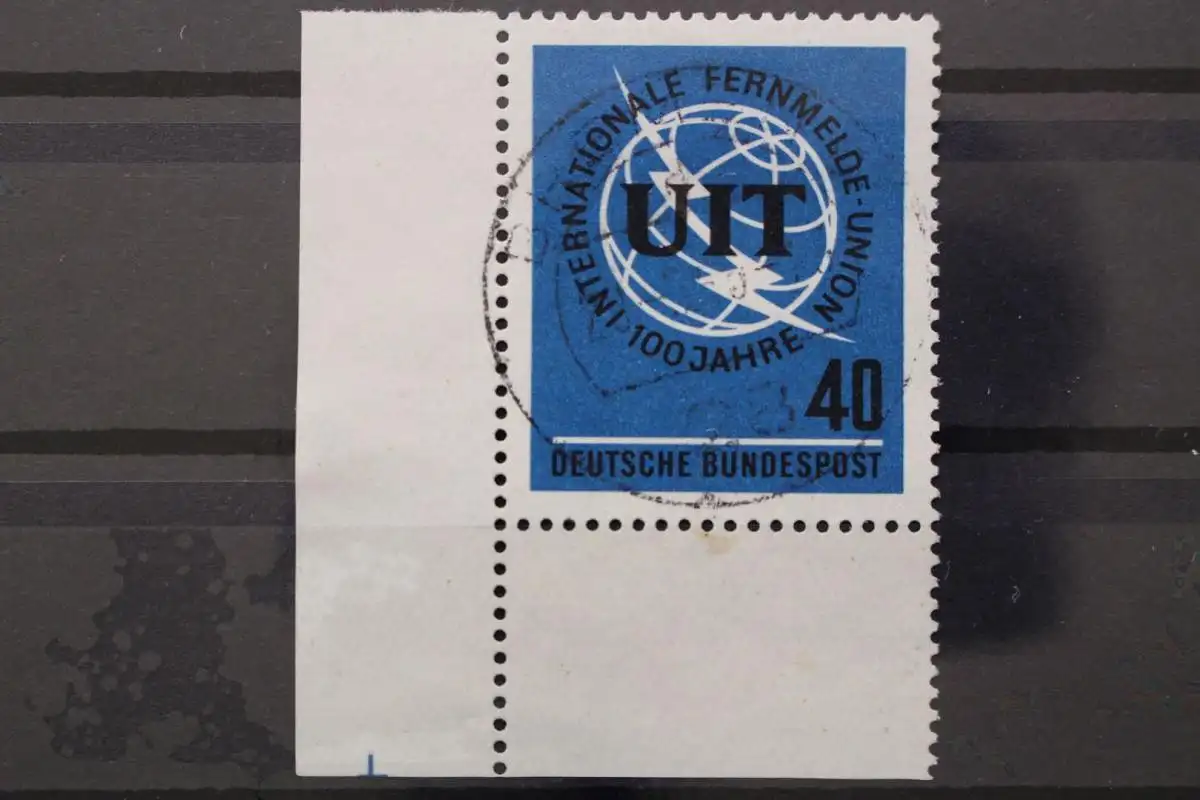 INTERNATIONALE FERNMELDE-UNION
UIT
100 JAHRE
40
DEUTSCHE BUNDESPOST